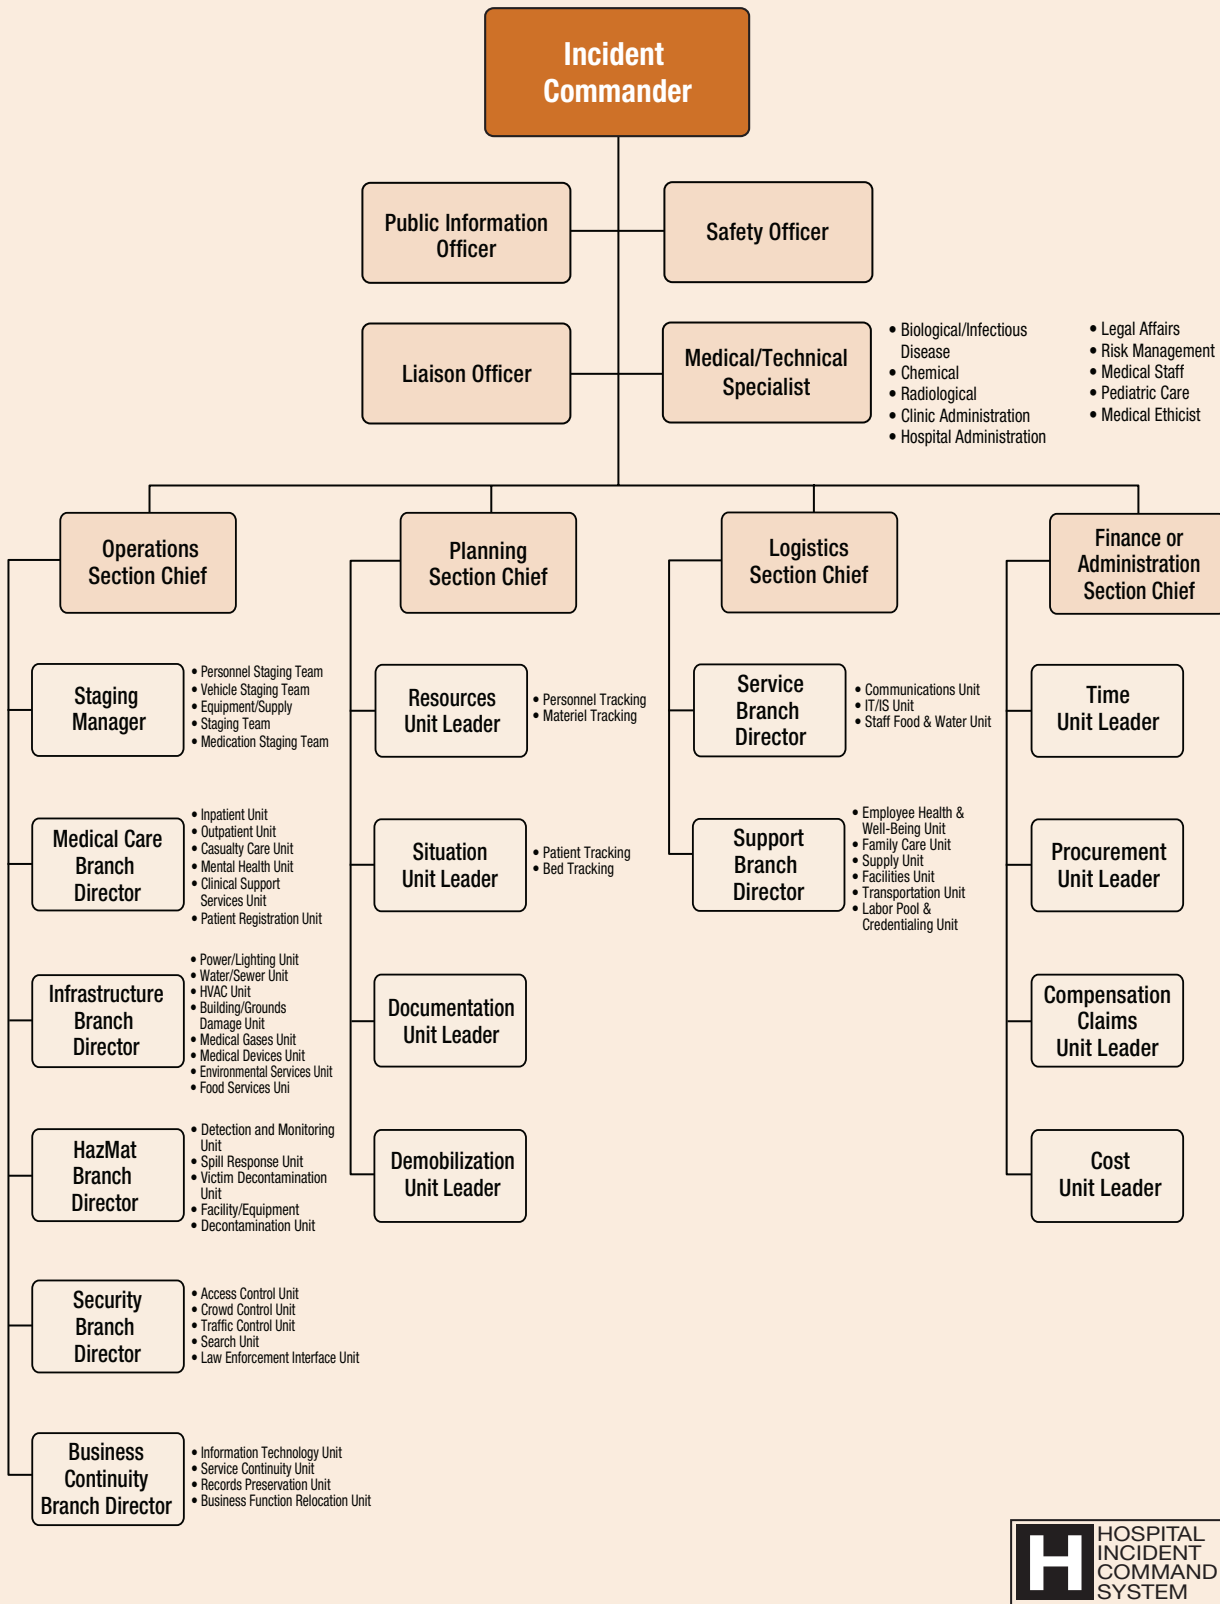 Incident
Commander
Public Information
Officer
Safety Officer
Liaison Officer
Medical/Technical
Specialist
• Biological/Infectious
Disease
• Chemical
• Radiological
• Clinic Administration
• Hospital Administration
• Legal Affairs
• Risk Management
• Medical Staff
• Pediatric Care
• Medical Ethicist
Operations
Section Chief
Staging
Manager
• Personnel Staging Team
• Vehicle Staging Team
• Equipment/Supply
• Staging Team
• Medication Staging Team
Medical Care
Branch
Director
• Inpatient Unit
• Outpatient Unit
• Casualty Care Unit
• Mental Health Unit
• Clinical Support
Services Unit
• Patient Registration Unit
Infrastructure
Branch
Director
• Power/Lighting Unit
• Water/Sewer Unit
• HVAC Unit
• Building/Grounds
Damage Unit
• Medical Gases Unit
• Medical Devices Unit
• Environmental Services Unit
• Food Services Uni
HazMat
Branch
Director
• Detection and Monitoring
Unit
• Spill Response Unit
• Victim Decontamination
Unit
• Facility/Equipment
• Decontamination Unit
Security
Branch
Director
• Access Control Unit
• Crowd Control Unit
• Traffic Control Unit
• Search Unit
• Law Enforcement Interface Unit
Business
Continuity
Branch Director
• Information Technology Unit
• Service Continuity Unit
• Records Preservation Unit
• Business Function Relocation Unit
Planning
Section Chief
Resources
Unit Leader
• Personnel Tracking
• Materiel Tracking
Situation
Unit Leader
• Patient Tracking
• Bed Tracking
Documentation
Unit Leader
Demobilization
Unit Leader
Logistics
Section Chief
Service
Branch
Director
• Communications Unit
• IT/IS Unit
• Staff Food & Water Unit
Support
Branch
Director
• Employee Health &
Well-Being Unit
• Family Care Unit
• Supply Unit
• Facilities Unit
• Transportation Unit
• Labor Pool &
Credentialing Unit
Finance or
Administration
Section Chief
Time
Unit Leader
Procurement
Unit Leader
Compensation
Claims
Unit Leader
Cost
Unit Leader
H
HOSPITAL
INCIDENT
COMMAND
SYSTEM